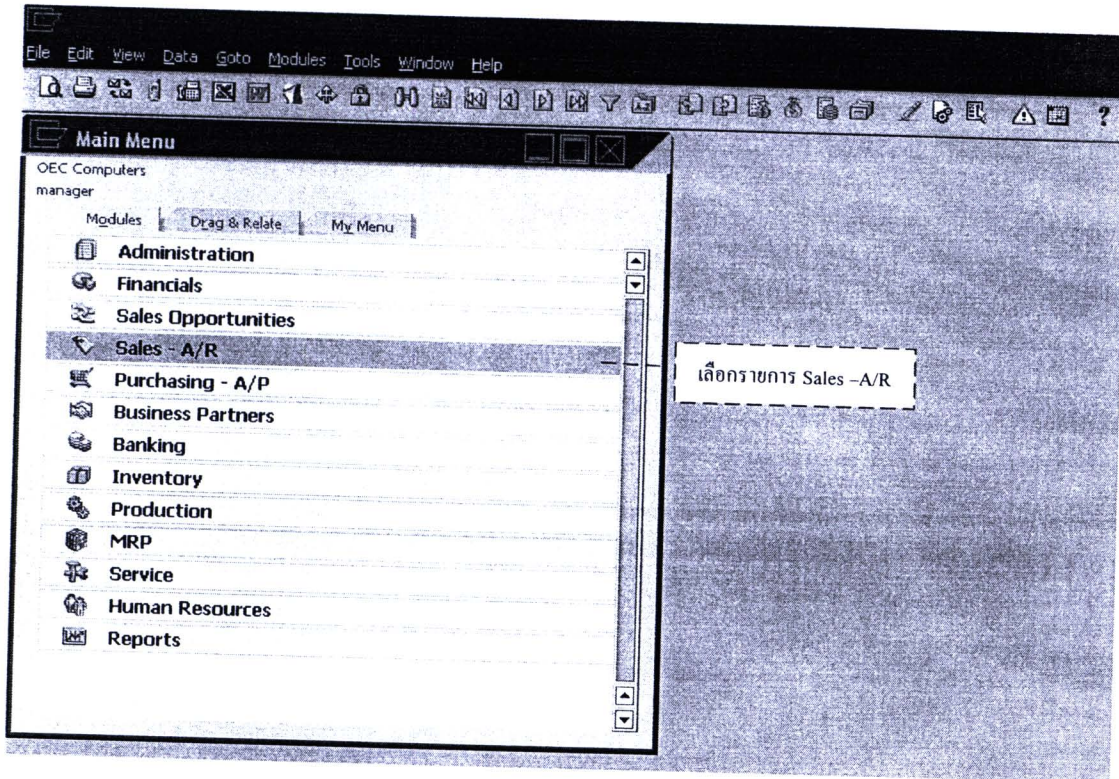 File Edit View Data Goto Modules Tools Window Help
Main Menu
OEC Computers
manager
Modules Drag & Relate My Menu
Administration
Financials
Sales Opportunities
Sales - A/R
เลือกรายการ Sales –A/R
Purchasing - A/P
Business Partners
Banking
Inventory
Production
MRP
Service
Human Resources
Reports